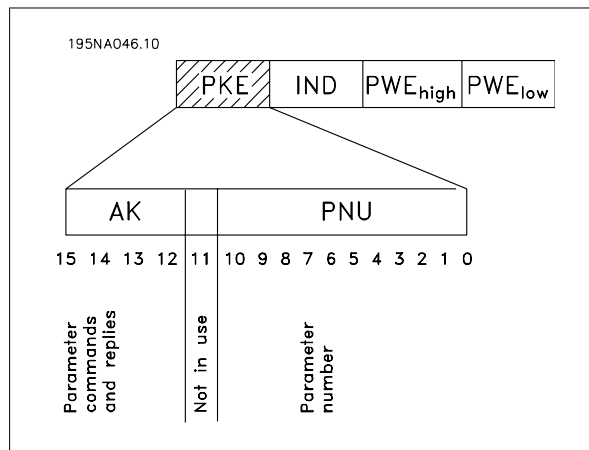 195NA046.10
PKE IND PWEhigh PWElow
AK PNU
15 14 13 12 11 10 9 8 7 6 5 4 3 2 1 0
Parameter
commands
and replies
Not in use
Parameter
number